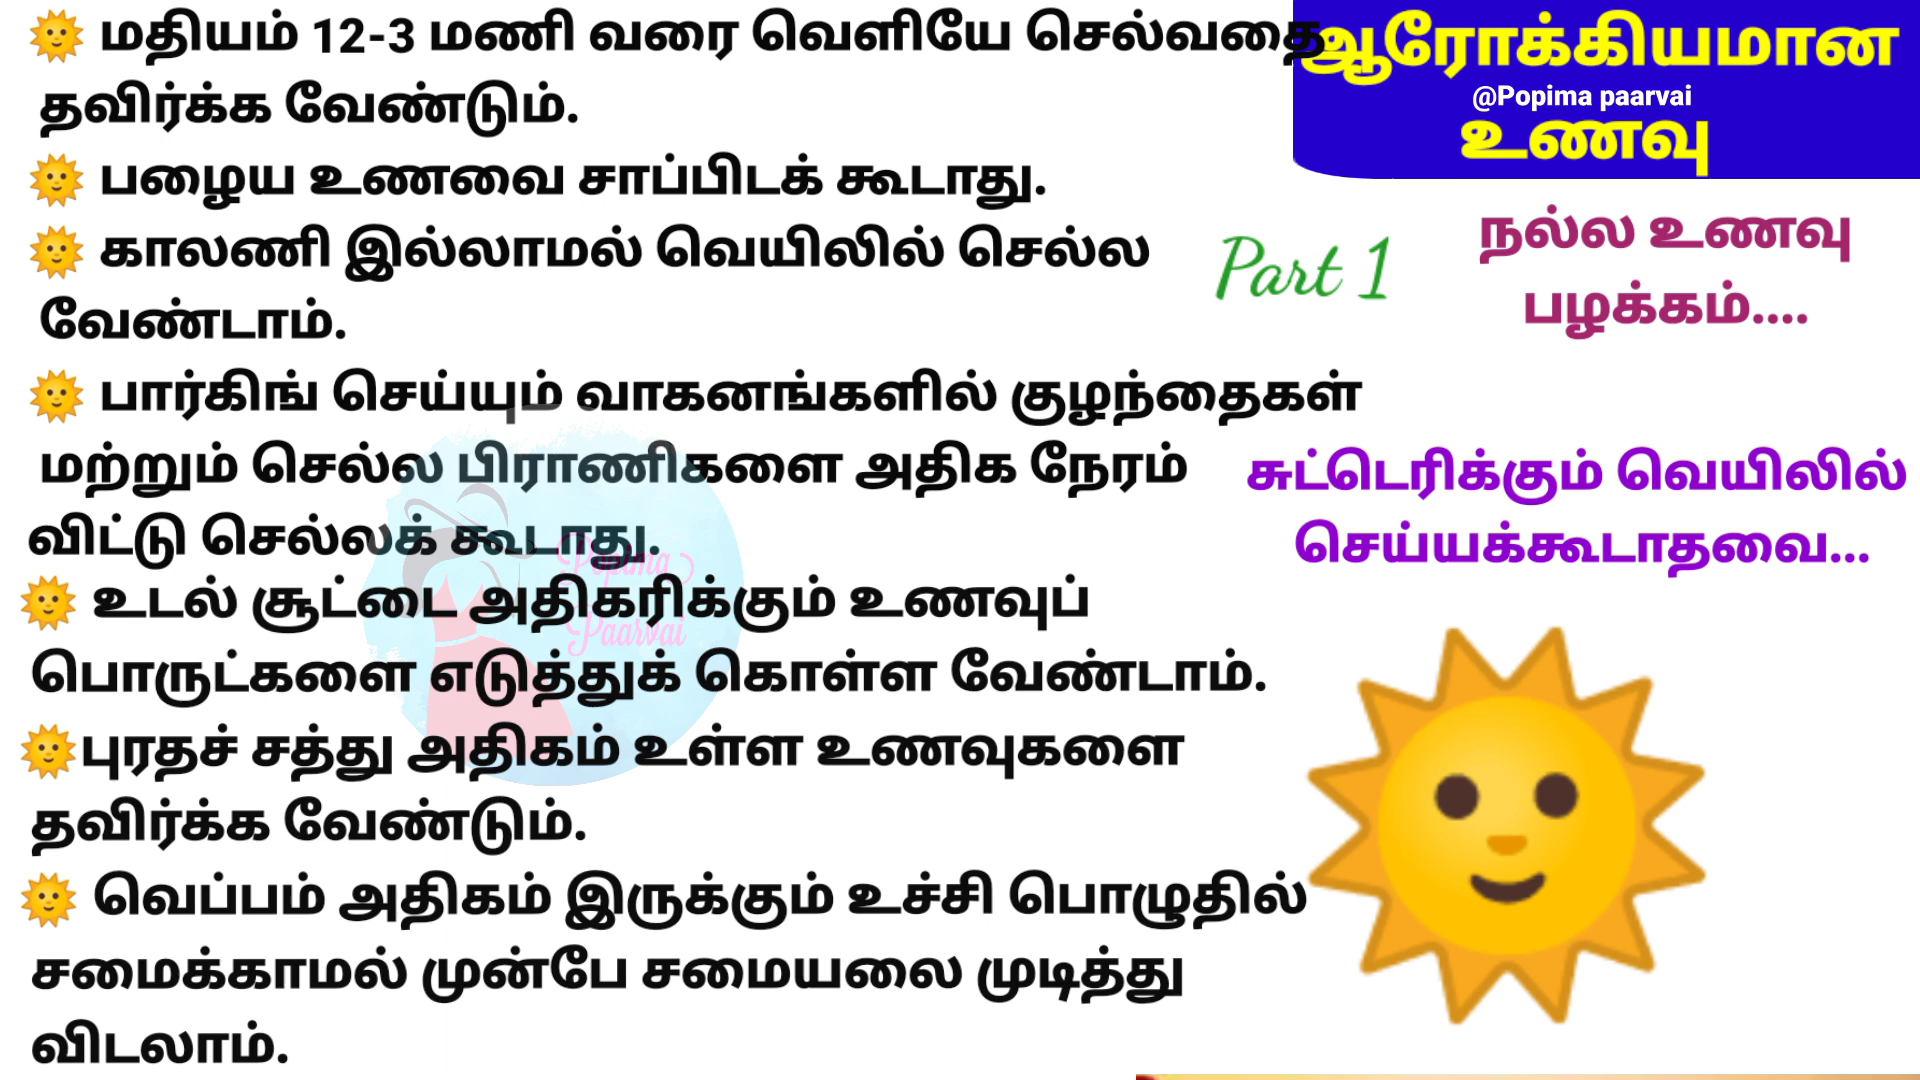 🌞 மதியம் 12-3 மணி வரை வெளியே செல்வதை
தவிர்க்க வேண்டும்.
🌞 பழைய உணவை சாப்பிடக் கூடாது.
🌞 காலணி இல்லாமல் வெயிலில் செல்ல
வேண்டாம்.
🌞 பார்கிங் செய்யும் வாகனங்களில் குழந்தைகள்
மற்றும் செல்ல பிராணிகளை அதிக நேரம்
விட்டு செல்லக் கூடாது.
🌞 உடல் சூட்டை அதிகரிக்கும் உணவுப்
பொருட்களை எடுத்துக் கொள்ள வேண்டாம்.
🌞புரதச் சத்து அதிகம் உள்ள உணவுகளை
தவிர்க்க வேண்டும்.
🌞 வெப்பம் அதிகம் இருக்கும் உச்சி பொழுதில்
சமைக்காமல் முன்பே சமையலை முடித்து
விடலாம்.
ஆரோக்கியமான
@Popima paarvai
உணவு
Part 1
நல்ல உணவு
பழக்கம்....
சுட்டெரிக்கும் வெயிலில்
செய்யக்கூடாதவை...
Popima
Paarvai